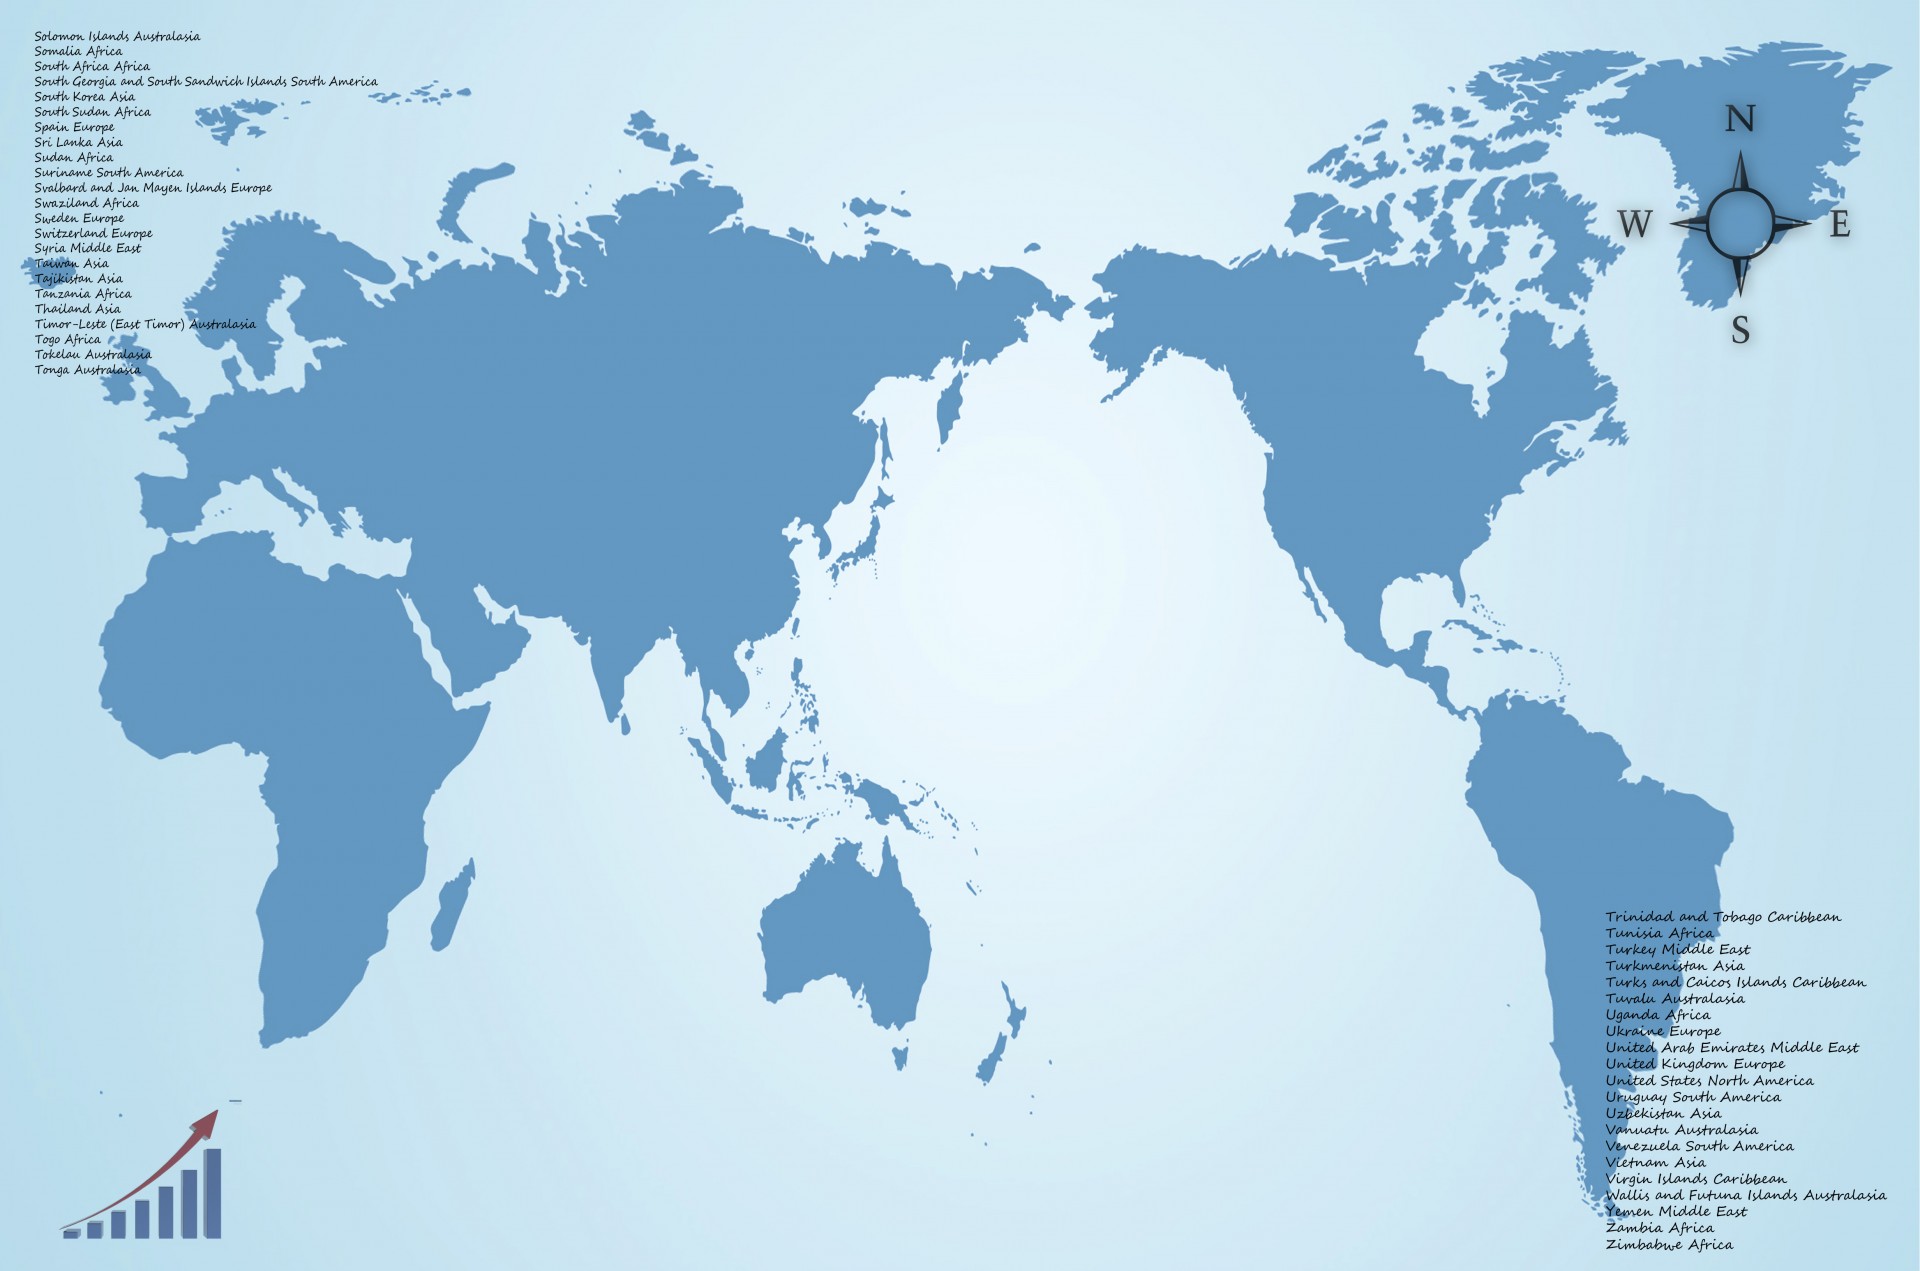 Solomon Islands Australasia
Somalia Africa
South Africa Africa
South Georgia and South Sandwich Islands South America
South Korea Asia
South Sudan Africa
Spain Europe
Sri Lanka Asia
Sudan Africa
Suriname South America
Svalbard and Jan Mayen Islands Europe
Swaziland Africa
Sweden Europe
Switzerland Europe
Syria Middle East
Taiwan Asia
Tajikistan Asia
Tanzania Africa
Thailand Asia
Timor-Leste (East Timor) Australasia
Togo Africa
Tokelau Australasia
Tonga Australasia
N
W E
S
Trinidad and Tobago Caribbean
Tunisia Africa
Turkey Middle East
Turkmenistan Asia
Turks and Caicos Islands Caribbean
Tuvalu Australasia
Uganda Africa
Ukraine Europe
United Arab Emirates Middle East
United Kingdom Europe
United States North America
Uruguay South America
Uzbekistan Asia
Vanuatu Australasia
Venezuela South America
Vietnam Asia
Virgin Islands Caribbean
Wallis and Futuna Islands Australasia
Yemen Middle East
Zambia Africa
Zimbabwe Africa